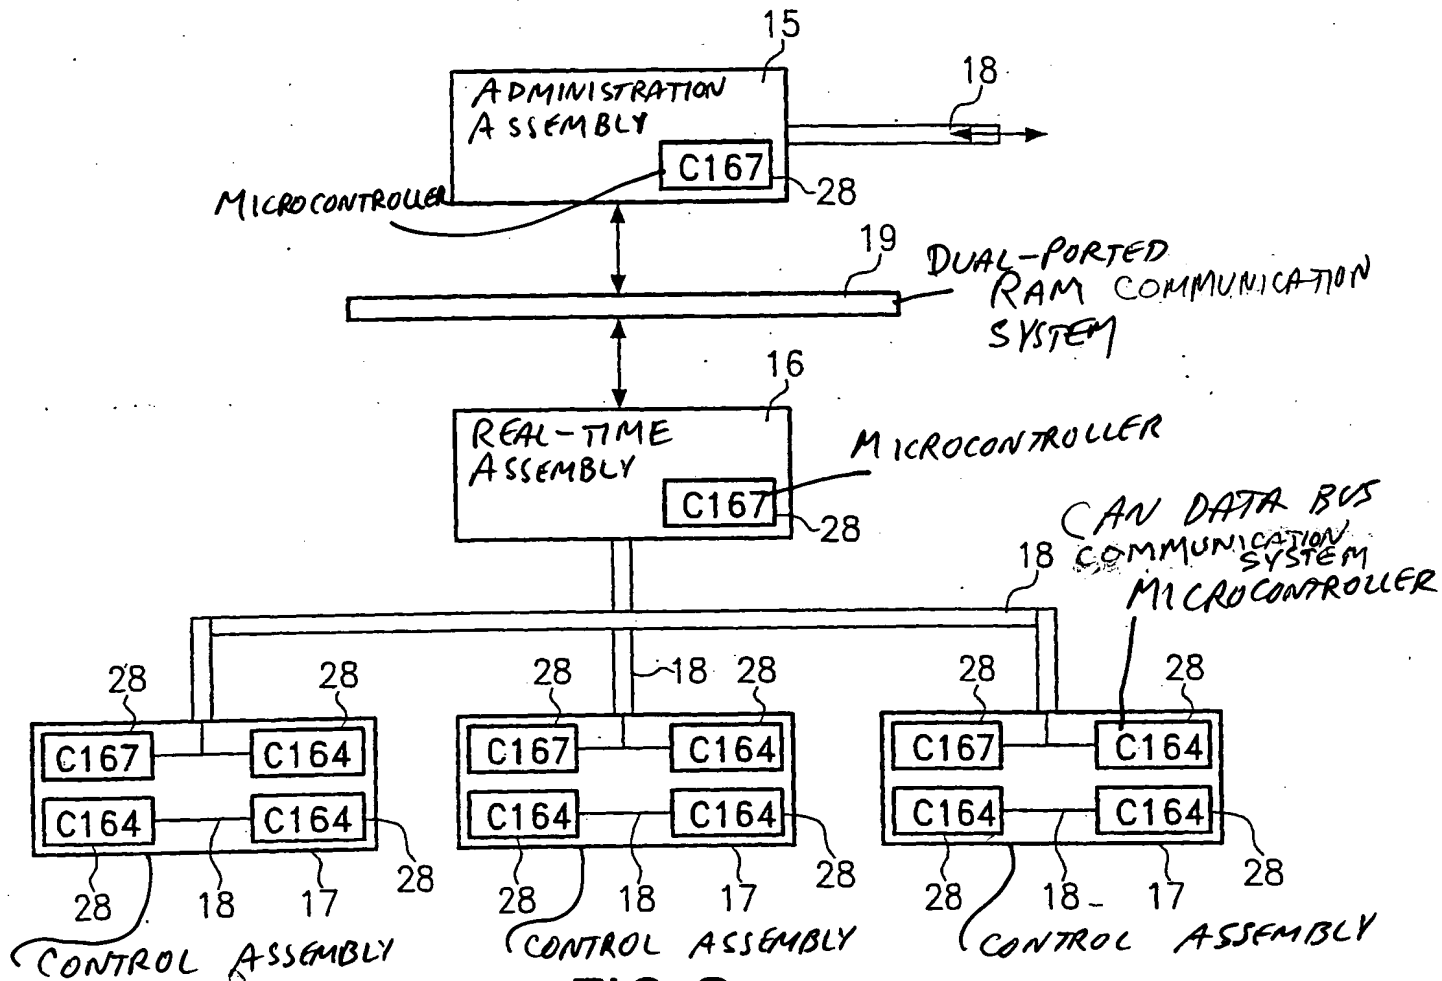 15
ADMINISTRATION
ASSEMBLY
18
C167
28
MICROCONTROLLER
19
DUAL-PORTED
RAM COMMUNICATION
SYSTEM
16
REAL-TIME
ASSEMBLY
MICROCONTROLLER
C167
28
CAN DATA BUS
COMMUNICATION
SYSTEM
18
MICROCONTROLLER
28 28 28 18 28 28 28
C167 C164 C167 C164 C167 C164
C164 C164 C164 C164 C164 C164
28 18 17 28 28 18 17 28 28 18 17 28
CONTROL ASSEMBLY CONTROL ASSEMBLY CONTROL ASSEMBLY